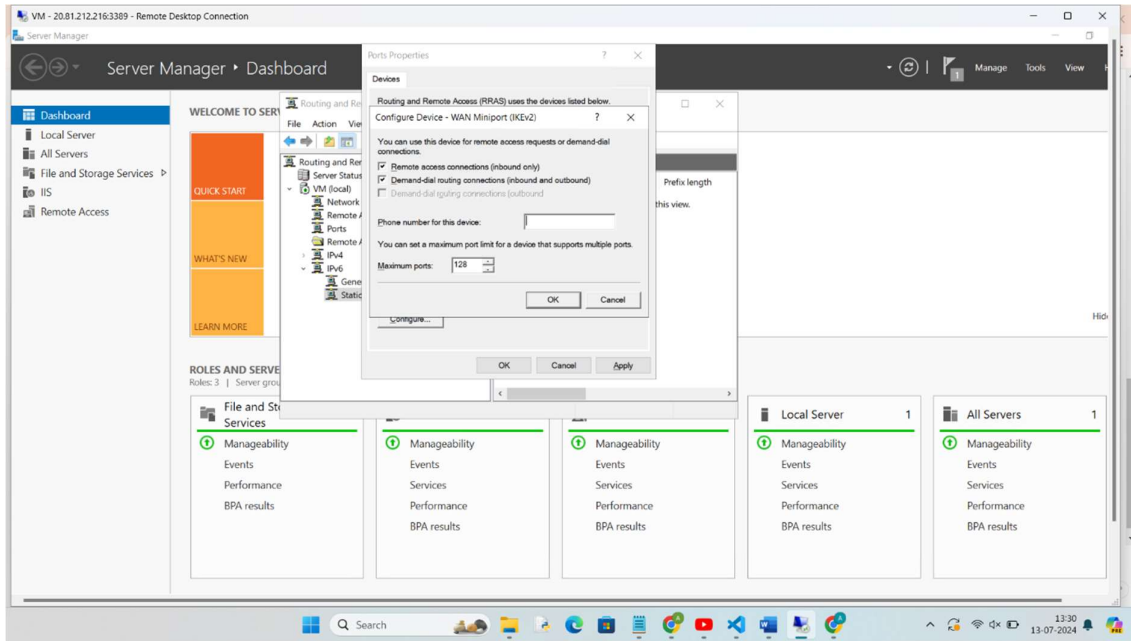 VM - 20.81.212.216:3389 - Remote Desktop Connection
Server Manager
Server Manager • Dashboard
Manage Tools View
1
Dashboard
Local Server
All Servers
File and Storage Services
IIS
Remote Access
WELCOME TO SER
QUICK START
WHAT'S NEW
LEARN MORE
Hide
Routing and Re
File Action Vie
Routing and Rer
Server Status
VM (local)
Network
Remote A
Ports
Remote A
IPv4
IPv6
Gene
Static
Prefix length
this view.
Ports Properties
Devices
Routing and Remote Access (RRAS) uses the devices listed below.
Configure Device - WAN Miniport (IKEv2)
You can use this device for remote access requests or demand-dial
connections.
Remote access connections (inbound only)
Demand-dial routing connections (inbound and outbound)
Demand-dial routing connections (outbound
Phone number for this device:
You can set a maximum port limit for a device that supports multiple ports.
Maximum ports: 128
OK Cancel
Configure...
OK Cancel Apply
ROLES AND SERVE
Roles: 3 | Server grou
File and Sto
Services
Manageability
Events
Performance
BPA results
Manageability
Events
Services
Performance
BPA results
Manageability
Events
Services
Performance
BPA results
Local Server 1
Manageability
Events
Services
Performance
BPA results
All Servers 1
Manageability
Events
Services
Performance
BPA results
Search
13:30
13-07-2024